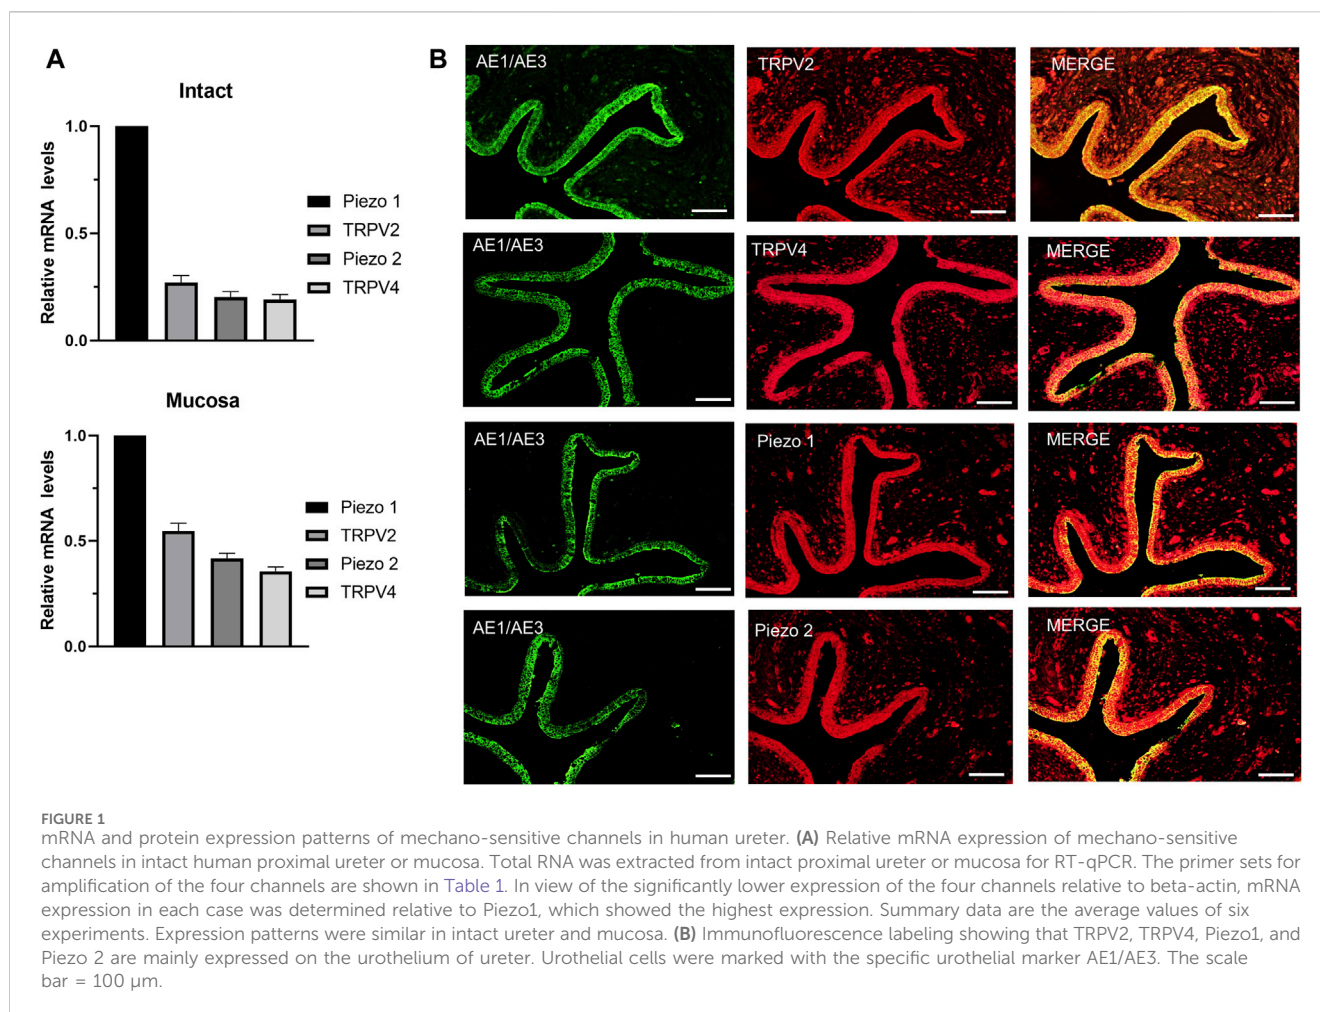 A
Intact
Relative mRNA levels
1.0
0.5
0.0
Piezo 1
TRPV2
Piezo 2
TRPV4
Mucosa
Relative mRNA levels
1.0
0.5
0.0
Piezo 1
TRPV2
Piezo 2
TRPV4
B
AE1/AE3
TRPV2
MERGE
AE1/AE3
TRPV4
MERGE
AE1/AE3
Piezo 1
MERGE
AE1/AE3
Piezo 2
MERGE
FIGURE 1
mRNA and protein expression patterns of mechano-sensitive channels in human ureter. (A) Relative mRNA expression of mechano-sensitive
channels in intact human proximal ureter or mucosa. Total RNA was extracted from intact proximal ureter or mucosa for RT-qPCR. The primer sets for
amplification of the four channels are shown in Table 1. In view of the significantly lower expression of the four channels relative to beta-actin, mRNA
expression in each case was determined relative to Piezo1, which showed the highest expression. Summary data are the average values of six
experiments. Expression patterns were similar in intact ureter and mucosa. (B) Immunofluorescence labeling showing that TRPV2, TRPV4, Piezo1, and
Piezo 2 are mainly expressed on the urothelium of ureter. Urothelial cells were marked with the specific urothelial marker AE1/AE3. The scale
bar = 100 μm.